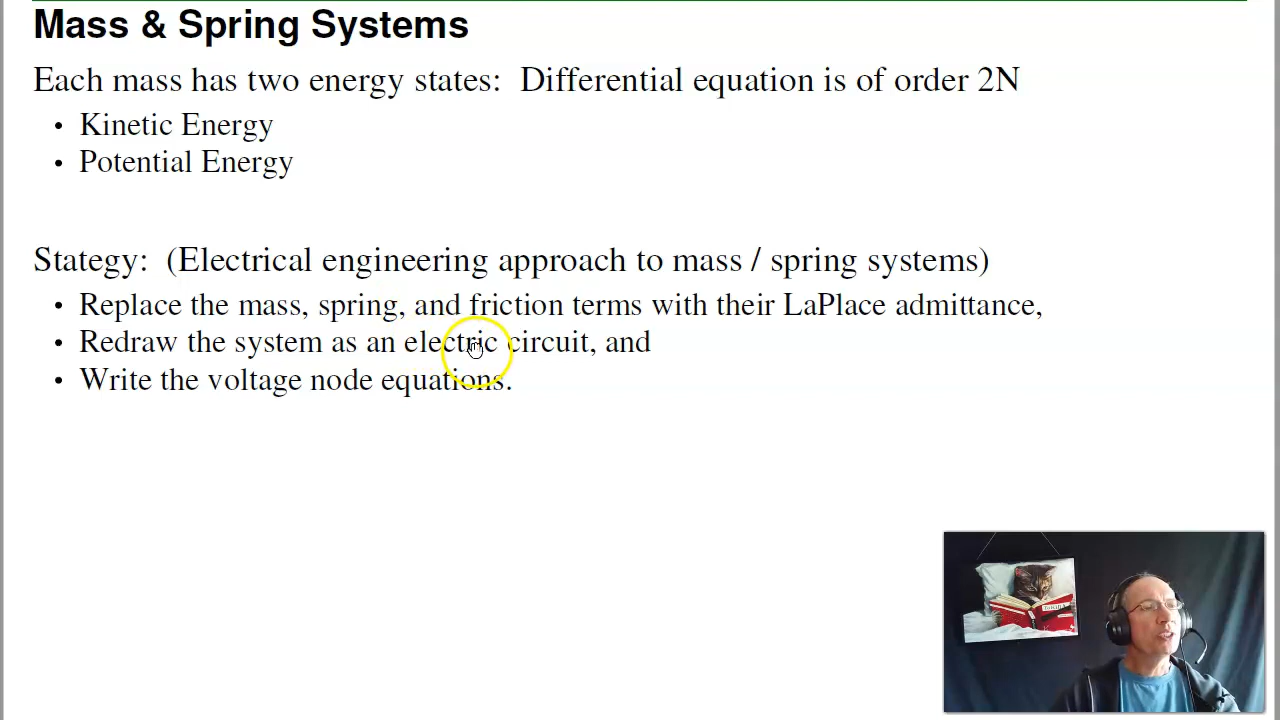 Mass & Spring Systems
Each mass has two energy states: Differential equation is of order 2N
• Kinetic Energy
• Potential Energy
Stategy: (Electrical engineering approach to mass / spring systems)
• Replace the mass, spring, and friction terms with their LaPlace admittance,
• Redraw the system as an electric circuit, and
• Write the voltage node equations.